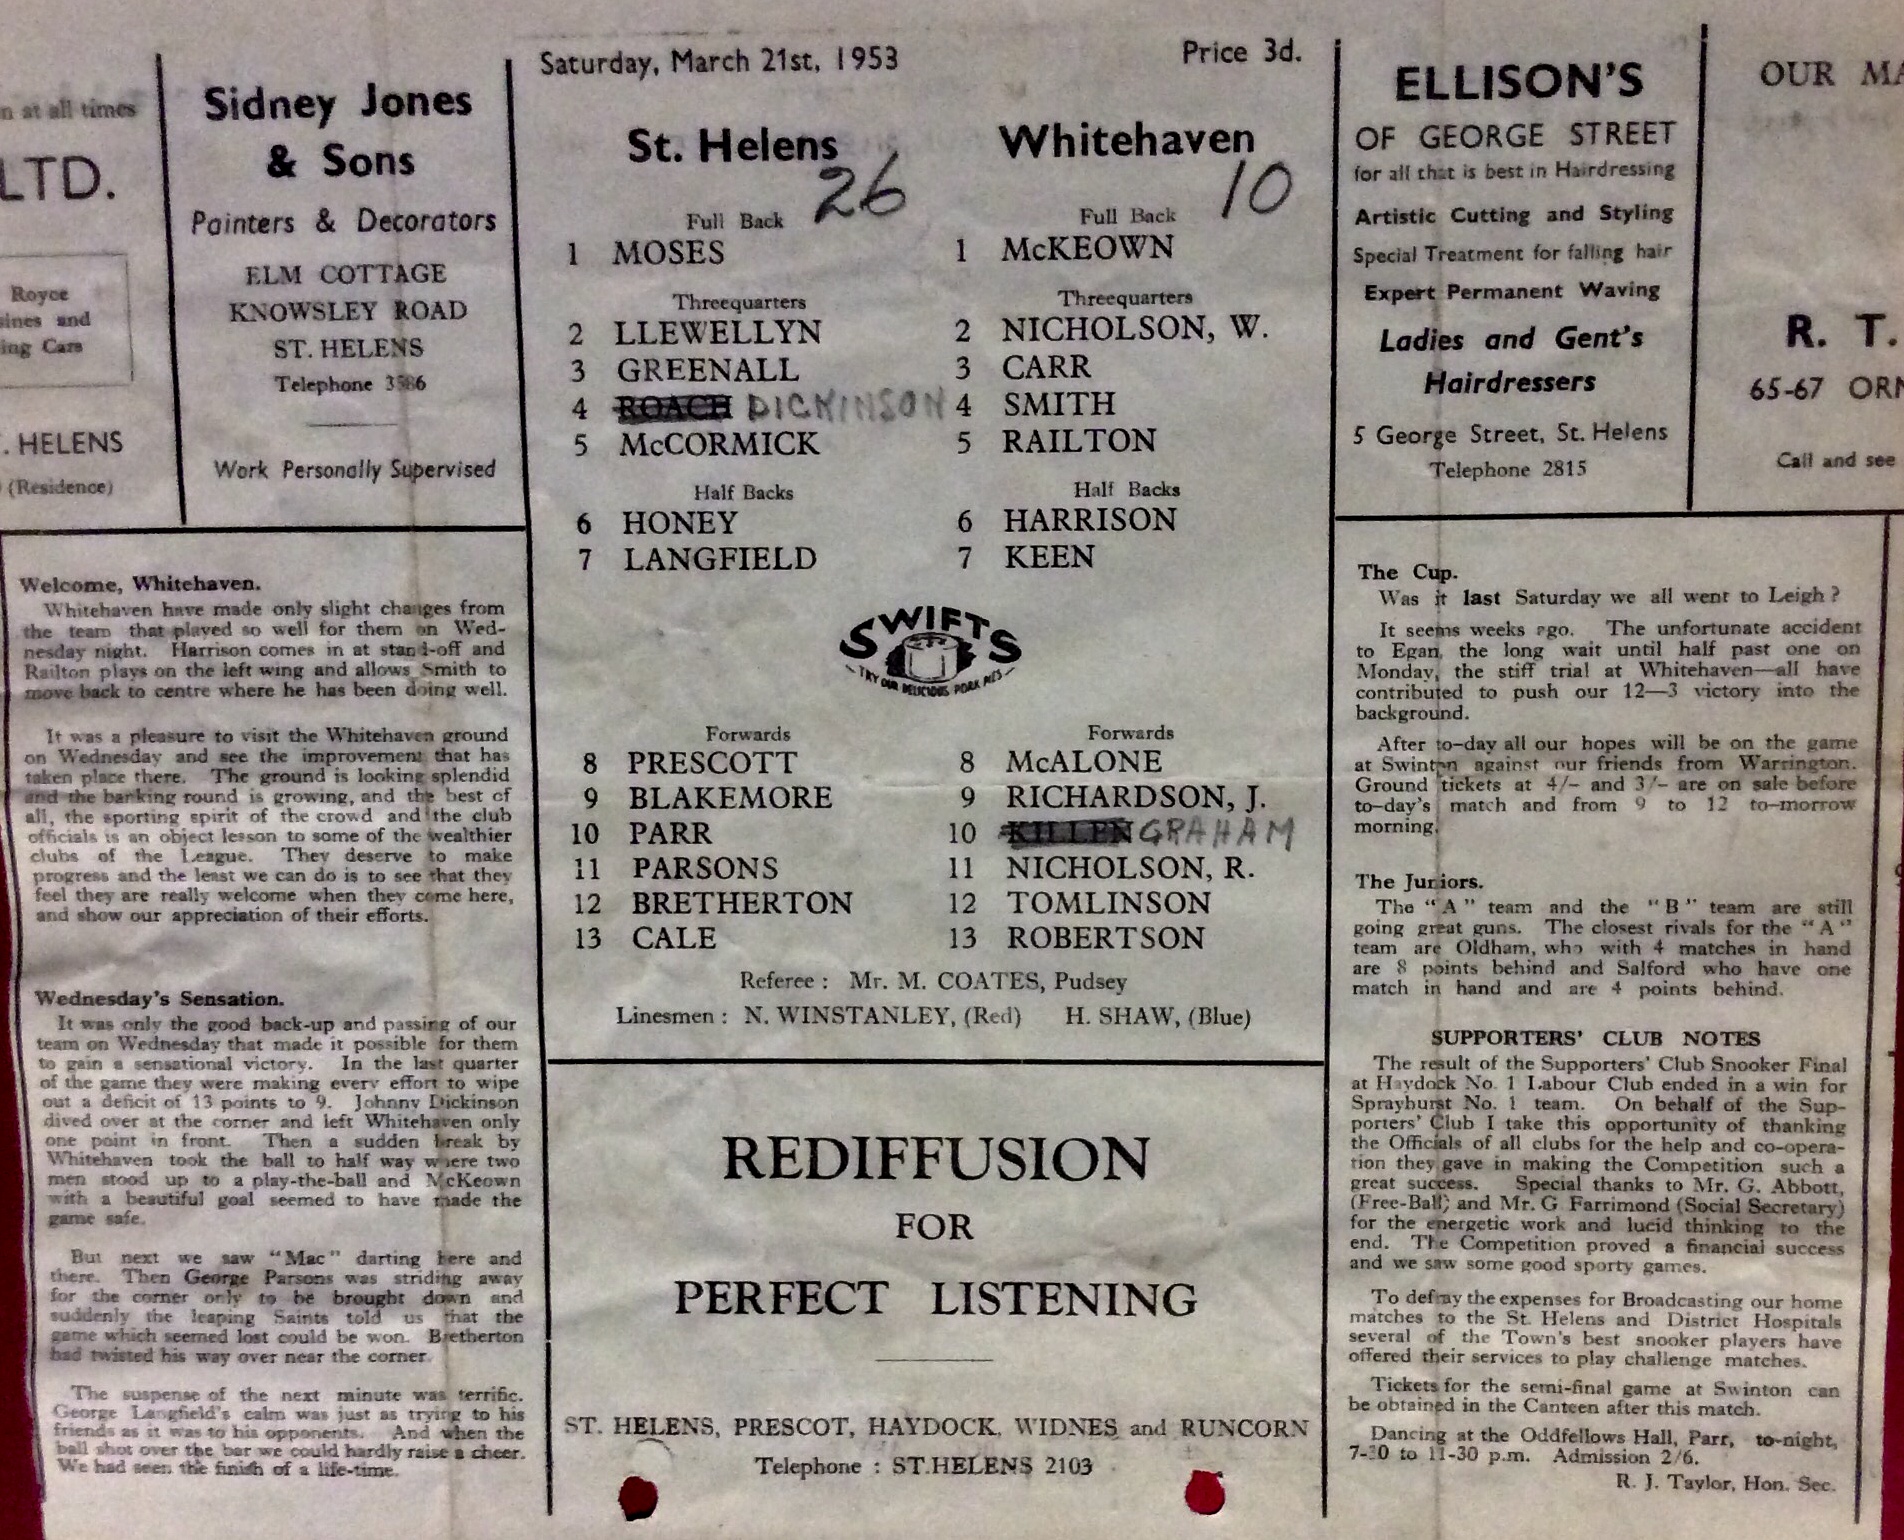 n at all times
LTD.
Royce
sines and
ing Cars
. HELENS
(Residence)
Sidney Jones
& Sons
Painters & Decorators
ELM COTTAGE
KNOWSLEY ROAD
ST. HELENS
Telephone
Work Personally Supervised
Welcome, Whitehaven.
Whitehaven have made only slight changes from
the team that played so well for them on Wed-
nesday night. Harrison comes in at stand-off and
Railton plays on the left wing and allows Smith to
move back to centre where he has been doing well.
It was a pleasure to visit the Whitehaven ground
on Wednesday and see the improvement that has
taken place there. The ground is looking splendid
and the banking round is growing, and the best of
all, the sporting spirit of the crowd and the club
officials is an object lesson to some of the wealthier
clubs of the League. They deserve to make
progress and the least we can do is to see that they
feel they are really welcome when they come here,
and show our appreciation of their efforts.
Wednesday's Sensation.
It was only the good back-up and passing of our
team on Wednesday that made it possible for them
to gain a sensational victory. In the last quarter
of the game they were making every effort to wipe
out a deficit of 13 points to 9. Johnny Dickinson
dived over at the corner and left Whitehaven only
one point in front. Then a sudden break by
Whitehaven took the ball to half way where two
men stood up to a play-the-ball and McKeown
with a beautiful goal seemed to have made the
game safe.
But next we saw "Mac" darting here and
there. Then George Parsons was striding away
for the corner only to be brought down and
suddenly the leaping Saints told us that the
game which seemed lost could be won. Bretherton
had twisted his way over near the corner.
The suspense of the next minute was terrific.
George Langfield's calm was just as trying to his
friends as it was to his opponents. And when the
ball shot over the bar we could hardly raise a cheer.
We had seen the finish of a life-time.
Saturday, March 21st, 1953 Price 3d.
St. Helens Whitehaven
26 10
Full Back Full Back
1 MOSES 1 McKEOWN
Threequarters Threequarters
2 LLEWELLYN 2 NICHOLSON, W.
3 GREENALL 3 CARR
4 ROACH DICKINSON 4 SMITH
5 McCORMICK 5 RAILTON
Half Backs Half Backs
6 HONEY 6 HARRISON
7 LANGFIELD 7 KEEN
SWIFTS
TRY OUR DELICIOUS PORK PIES
Forwards Forwards
8 PRESCOTT 8 McALONE
9 BLAKEMORE 9 RICHARDSON, J.
10 PARR 10 KILLEN GRAHAM
11 PARSONS 11 NICHOLSON, R.
12 BRETHERTON 12 TOMLINSON
13 CALE 13 ROBERTSON
Referee : Mr. M. COATES, Pudsey
Linesmen : N. WINSTANLEY, (Red) H. SHAW, (Blue)
REDIFFUSION
FOR
PERFECT LISTENING
ST. HELENS, PRESCOT, HAYDOCK, WIDNES and RUNCORN
Telephone : ST.HELENS 2103
ELLISON'S
OF GEORGE STREET
for all that is best in Hairdressing
Artistic Cutting and Styling
Special Treatment for falling hair
Expert Permanent Waving
Ladies and Gent's
Hairdressers
5 George Street, St. Helens
Telephone 2815
OUR MA
R. T.
65-67 ORN
Call and see
The Cup.
Was it last Saturday we all went to Leigh ?
It seems weeks ago. The unfortunate accident
to Egan, the long wait until half past one on
Monday, the stiff trial at Whitehaven—all have
contributed to push our 12—3 victory into the
background.
After to-day all our hopes will be on the game
at Swinton against our friends from Warrington.
Ground tickets at 4/- and 3/- are on sale before
to-day's match and from 9 to 12 to-morrow
morning.
The Juniors.
The "A" team and the "B" team are still
going great guns. The closest rivals for the "A"
team are Oldham, who with 4 matches in hand
are 8 points behind and Salford who have one
match in hand and are 4 points behind.
SUPPORTERS' CLUB NOTES
The result of the Supporters' Club Snooker Final
at Haydock No. 1 Labour Club ended in a win for
Sprayhurst No. 1 team. On behalf of the Sup-
porters' Club I take this opportunity of thanking
the Officials of all clubs for the help and co-opera-
tion they gave in making the Competition such a
great success. Special thanks to Mr. G. Abbott,
(Free-Ball) and Mr. G Farrimond (Social Secretary)
for the energetic work and lucid thinking to the
end. The Competition proved a financial success
and we saw some good sporty games.
To defray the expenses for Broadcasting our home
matches to the St. Helens and District Hospitals
several of the Town's best snooker players have
offered their services to play challenge matches.
Tickets for the semi-final game at Swinton can
be obtained in the Canteen after this match.
Dancing at the Oddfellows Hall, Parr, to-night,
7-30 to 11-30 p.m. Admission 2/6.
R. J. Taylor, Hon. Sec.